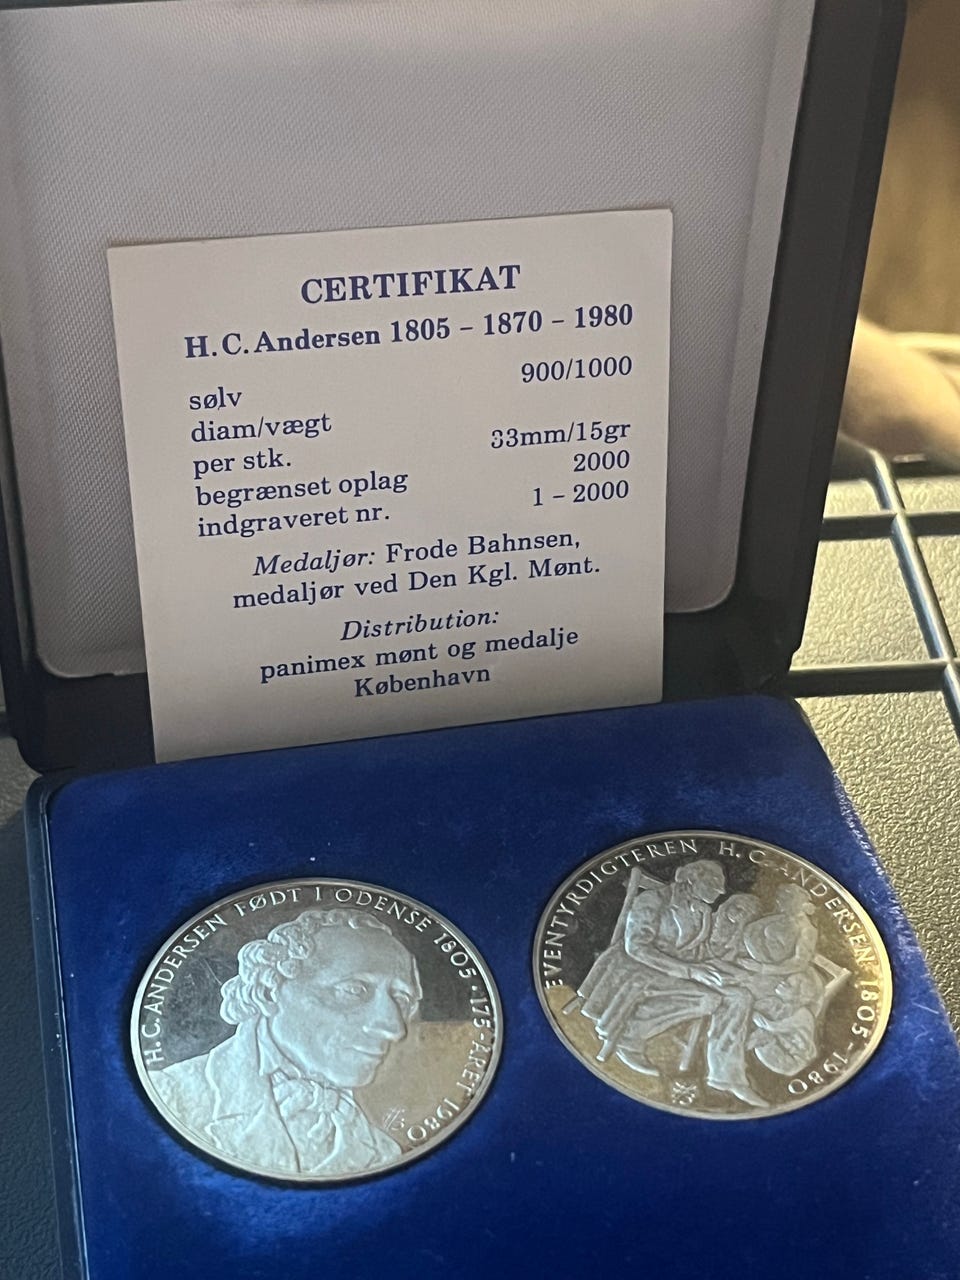 CERTIFIKAT
H.C. Andersen 1805 – 1870 – 1980
sølv 900/1000
diam/vægt
per stk. 33mm/15gr
begrænset oplag 2000
indgraveret nr. 1 – 2000
Medaljør: Frode Bahnsen,
medaljør ved Den Kgl. Mønt.
Distribution:
panimex mønt og medalje
København
H.C. ANDERSEN FØDT I ODENSE 1805 · 175-ÅRET 1980
EVENTYRDIGTEREN H.C. ANDERSEN 1805-1980